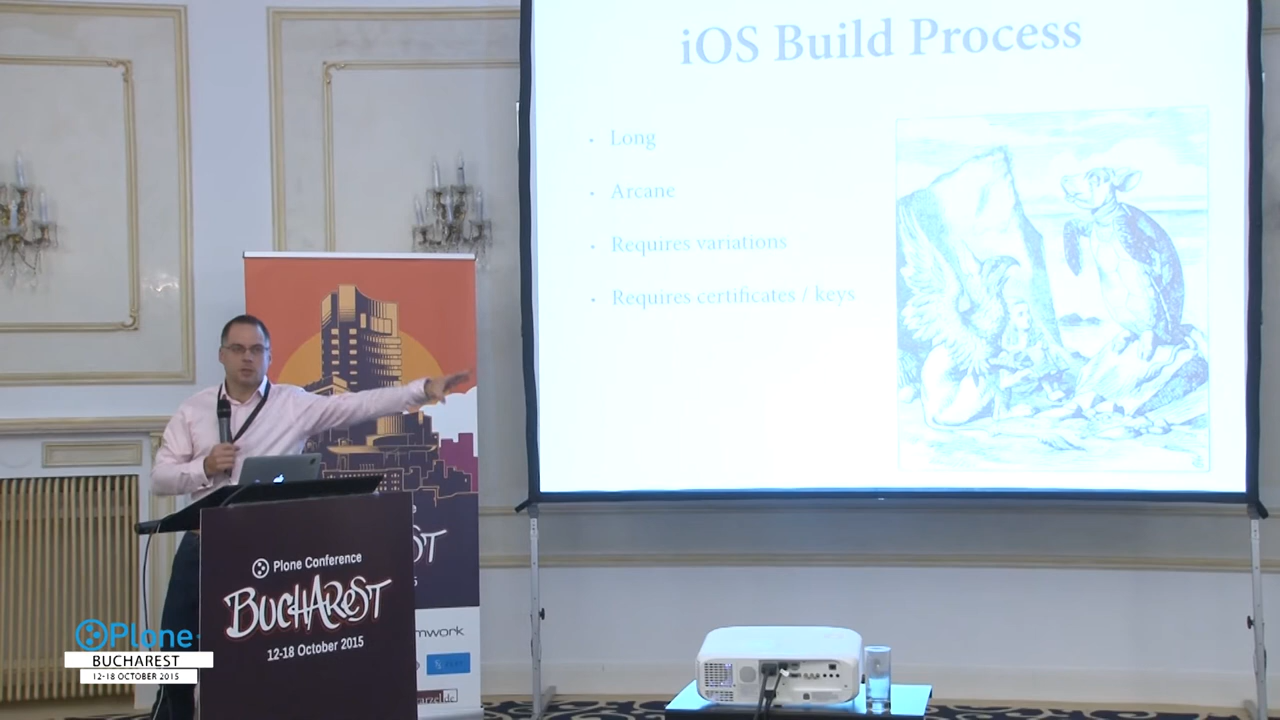 iOS Build Process
• Long
• Arcane
• Requires variations
• Requires certificates / keys
Plone Conference
BUCHAREST
12-18 October 2015
Plone
BUCHAREST
12-18 OCTOBER 2015